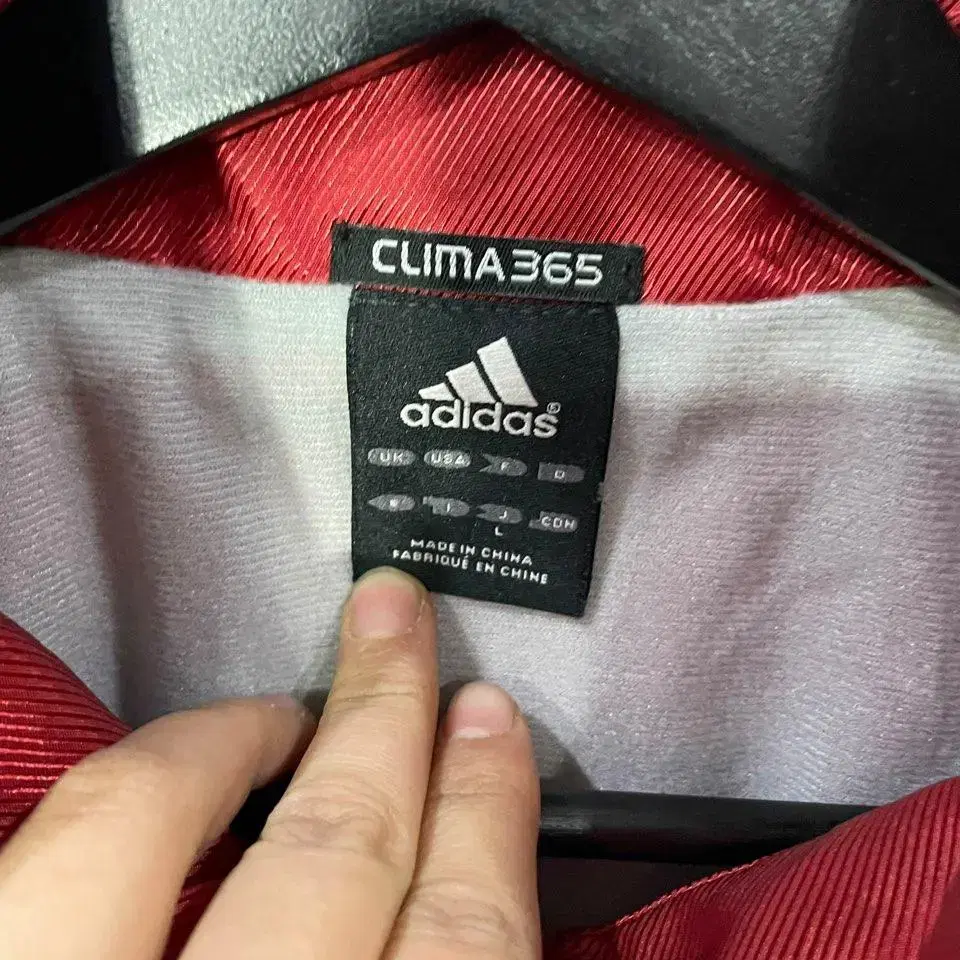 CLIMA365
adidas®
UK USA F D
E I J CDN
L
MADE IN CHINA
FABRIQUÉ EN CHINE